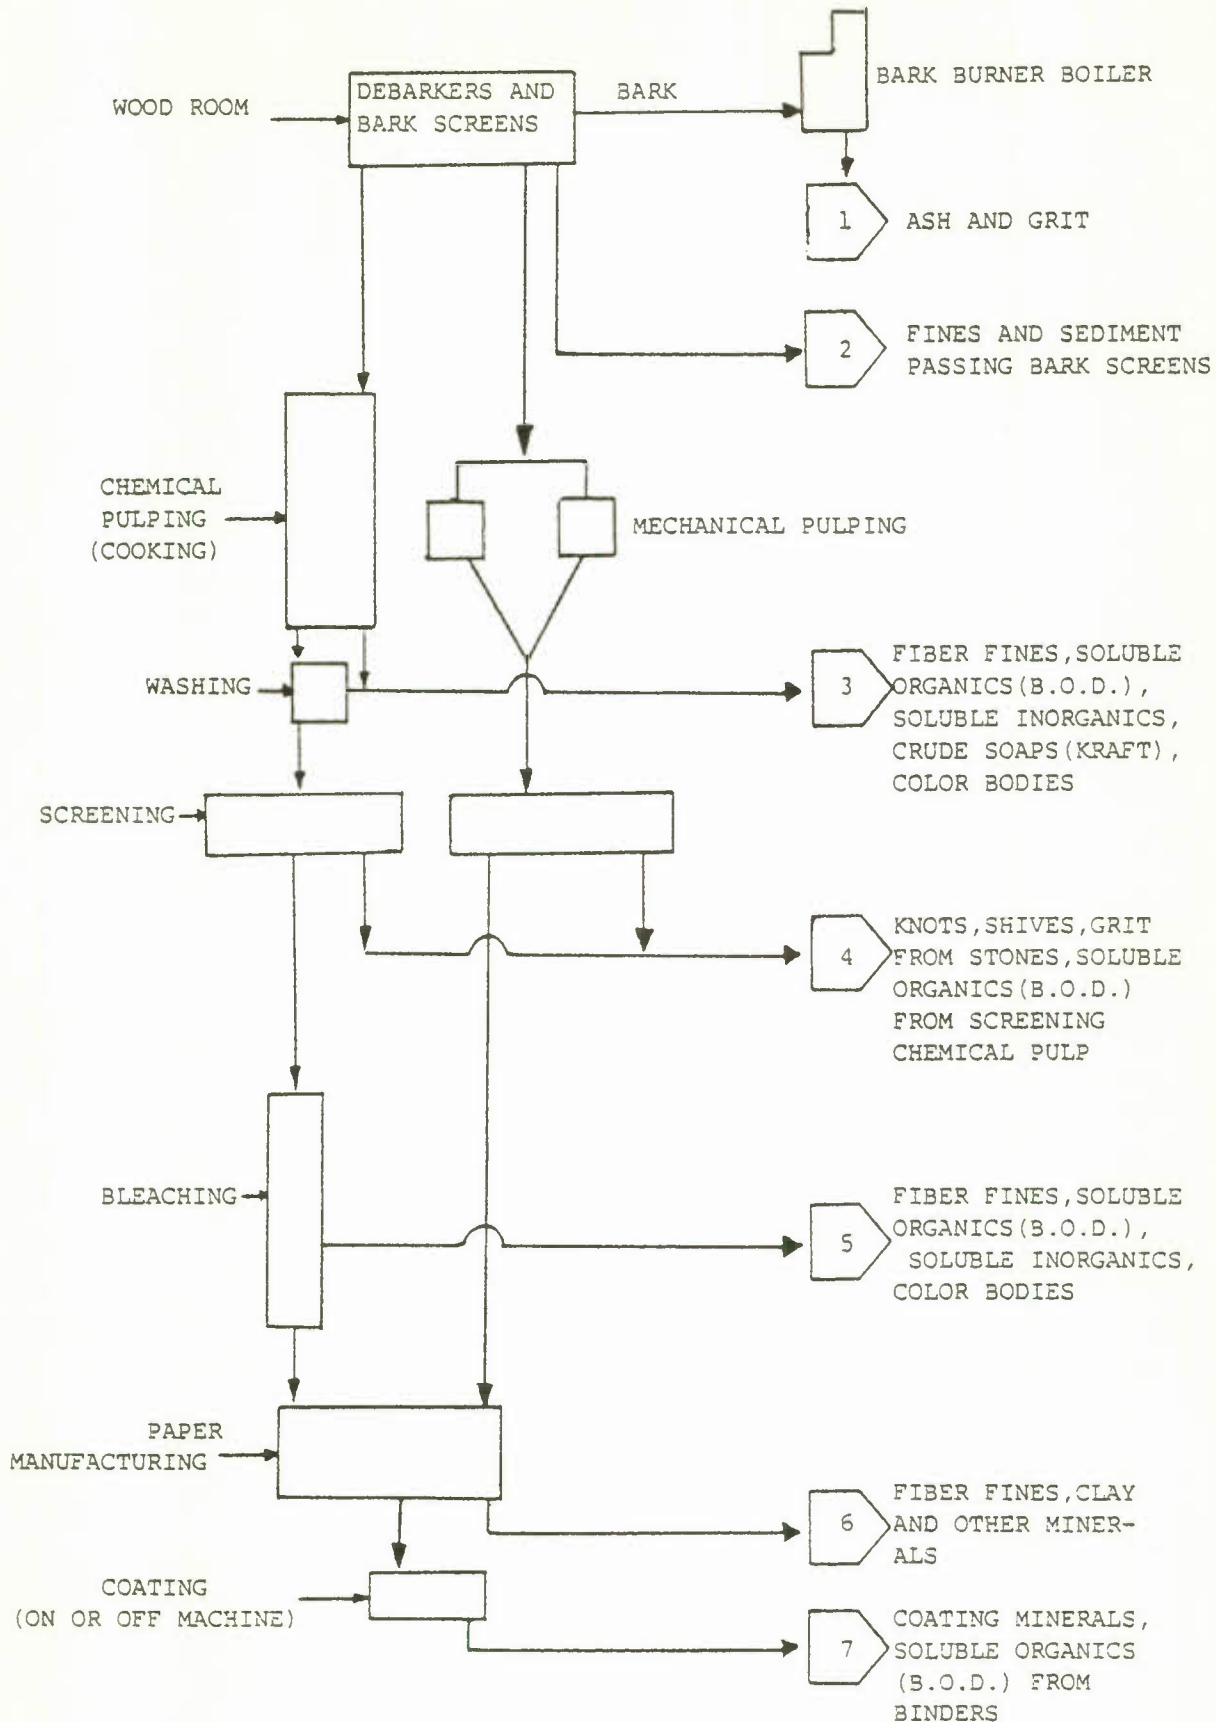 BARK BURNER BOILER
WOOD ROOM
DEBARKERS AND
BARK SCREENS
BARK
1
ASH AND GRIT
2
FINES AND SEDIMENT
PASSING BARK SCREENS
CHEMICAL
PULPING
(COOKING)
MECHANICAL PULPING
WASHING
3
FIBER FINES,SOLUBLE
ORGANICS(B.O.D.),
SOLUBLE INORGANICS,
CRUDE SOAPS(KRAFT),
COLOR BODIES
SCREENING
4
KNOTS,SHIVES,GRIT
FROM STONES,SOLUBLE
ORGANICS(B.O.D.)
FROM SCREENING
CHEMICAL PULP
BLEACHING
5
FIBER FINES,SOLUBLE
ORGANICS(B.O.D.),
SOLUBLE INORGANICS,
COLOR BODIES
PAPER
MANUFACTURING
6
FIBER FINES,CLAY
AND OTHER MINER-
ALS
COATING
(ON OR OFF MACHINE)
7
COATING MINERALS,
SOLUBLE ORGANICS
(B.O.D.) FROM
BINDERS